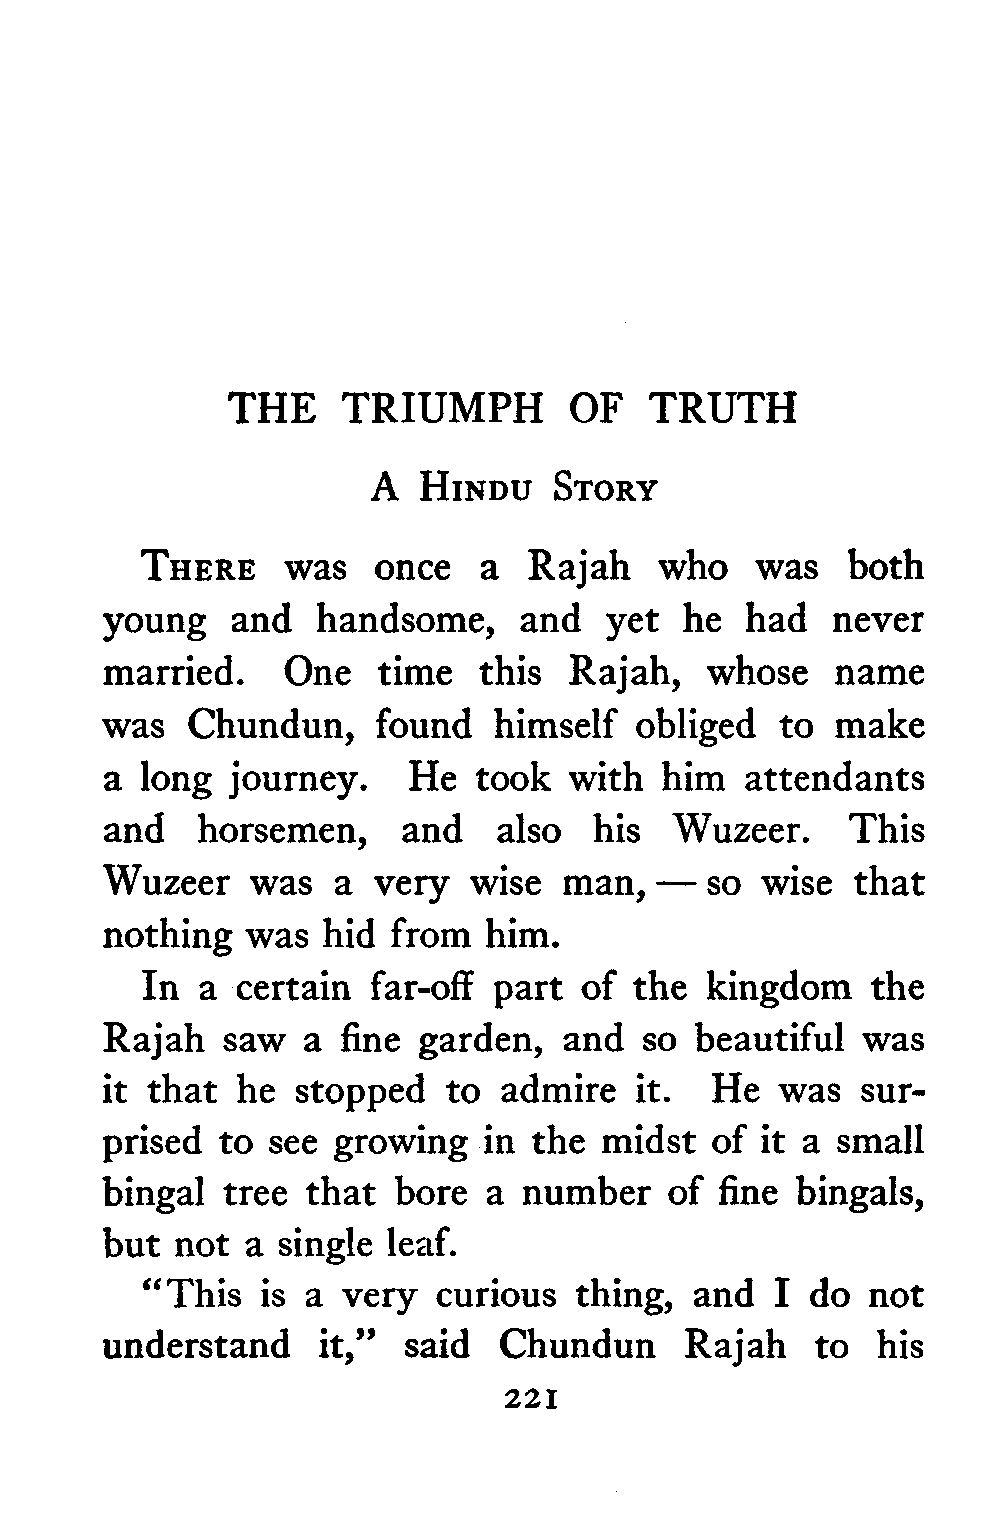 THE TRIUMPH OF TRUTH
A HINDU STORY
THERE was once a Rajah who was both
young and handsome, and yet he had never
married. One time this Rajah, whose name
was Chundun, found himself obliged to make
a long journey. He took with him attendants
and horsemen, and also his Wuzeer. This
Wuzeer was a very wise man, — so wise that
nothing was hid from him.
In a certain far-off part of the kingdom the
Rajah saw a fine garden, and so beautiful was
it that he stopped to admire it. He was sur-
prised to see growing in the midst of it a small
bingal tree that bore a number of fine bingals,
but not a single leaf.
“This is a very curious thing, and I do not
understand it,” said Chundun Rajah to his
221